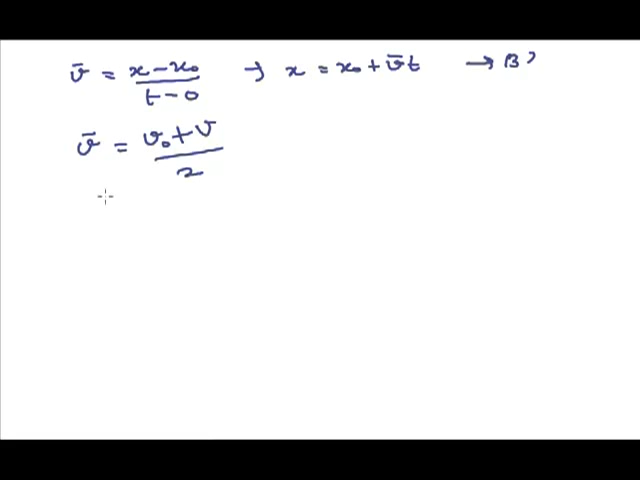 v̄ = x-x₀ / t-0 → x = x₀ + v̄t → B)
v̄ = v₀+v / 2